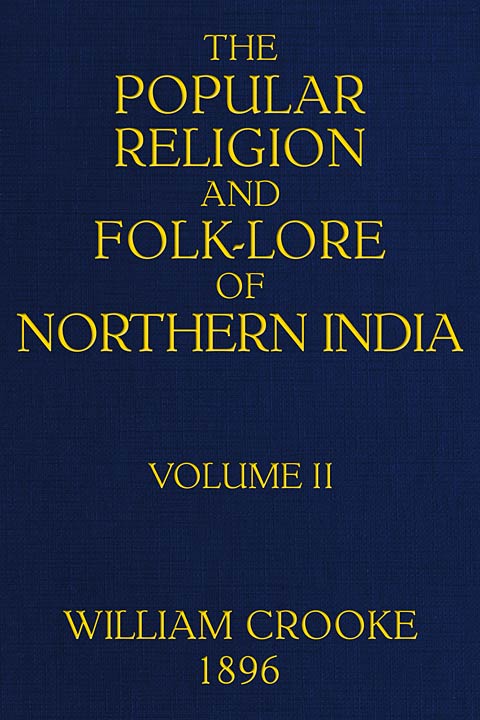 THE
POPULAR
RELIGION
AND
FOLK-LORE
OF
NORTHERN INDIA
VOLUME II
WILLIAM CROOKE
1896